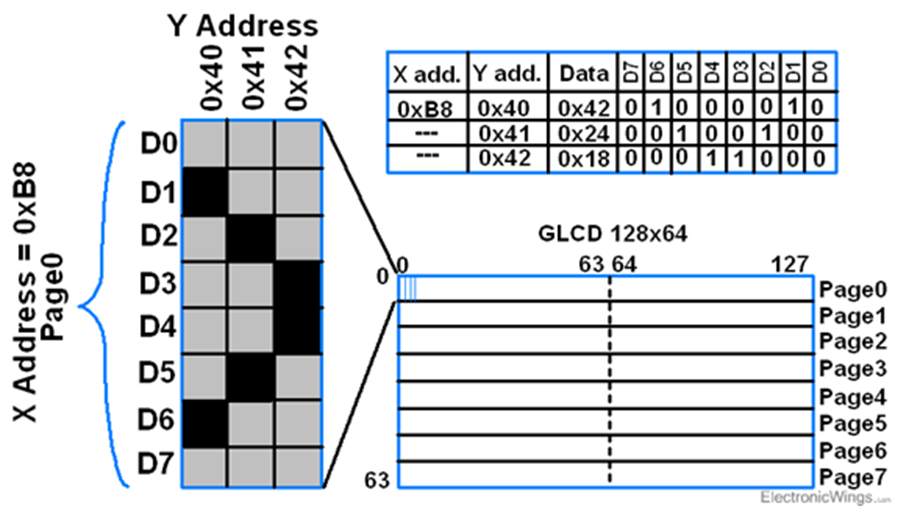 Y Address
0x40 0x41 0x42
X Address = 0xB8
Page0
D0
D1
D2
D3
D4
D5
D6
D7
X add. Y add. Data D7 D6 D5 D4 D3 D2 D1 D0
0xB8 0x40 0x42 0 1 0 0 0 0 1 0
--- 0x41 0x24 0 0 1 0 0 1 0 0
--- 0x42 0x18 0 0 0 1 1 0 0 0
GLCD 128x64
0 63 64 127
0
Page0
Page1
Page2
Page3
Page4
Page5
Page6
63 Page7
ElectronicWings.com